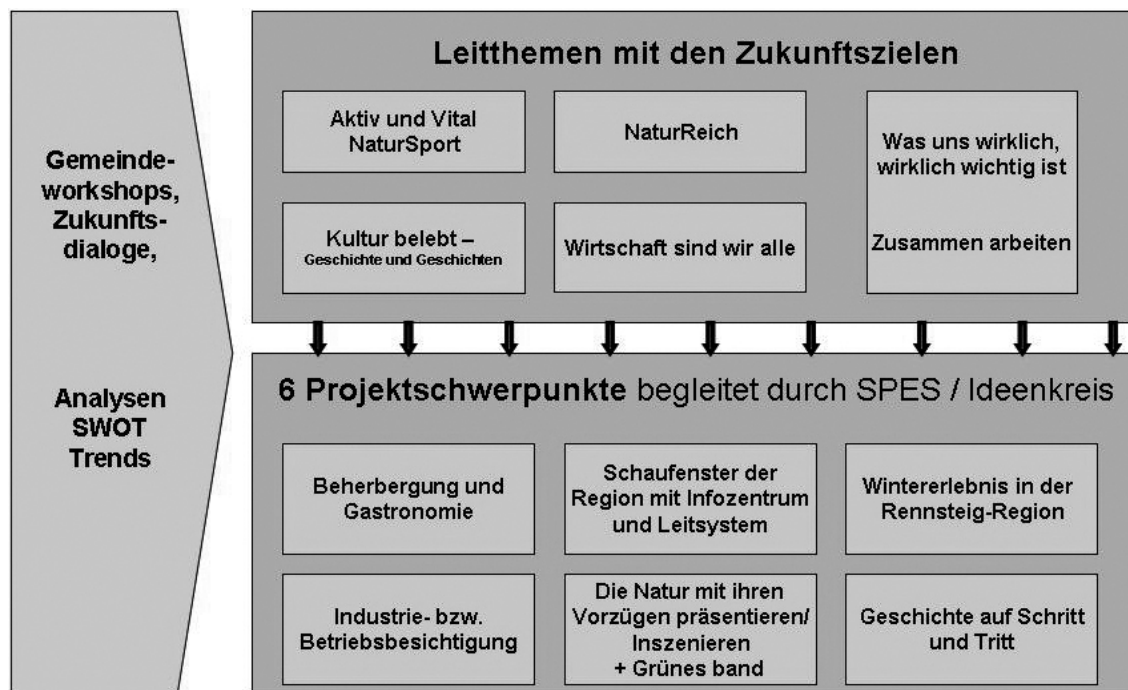 Gemeinde-
workshops,
Zukunfts-
dialoge,
Analysen
SWOT
Trends
Leitthemen mit den Zukunftszielen
Aktiv und Vital
NaturSport
NaturReich
Was uns wirklich,
wirklich wichtig ist
Zusammen arbeiten
Kultur belebt –
Geschichte und Geschichten
Wirtschaft sind wir alle
6 Projektschwerpunkte begleitet durch SPES / Ideenkreis
Beherbergung und
Gastronomie
Schaufenster der
Region mit Infozentrum
und Leitsystem
Wintererlebnis in der
Rennsteig-Region
Industrie- bzw.
Betriebsbesichtigung
Die Natur mit ihren
Vorzügen präsentieren/
Inszenieren
+ Grünes band
Geschichte auf Schritt
und Tritt